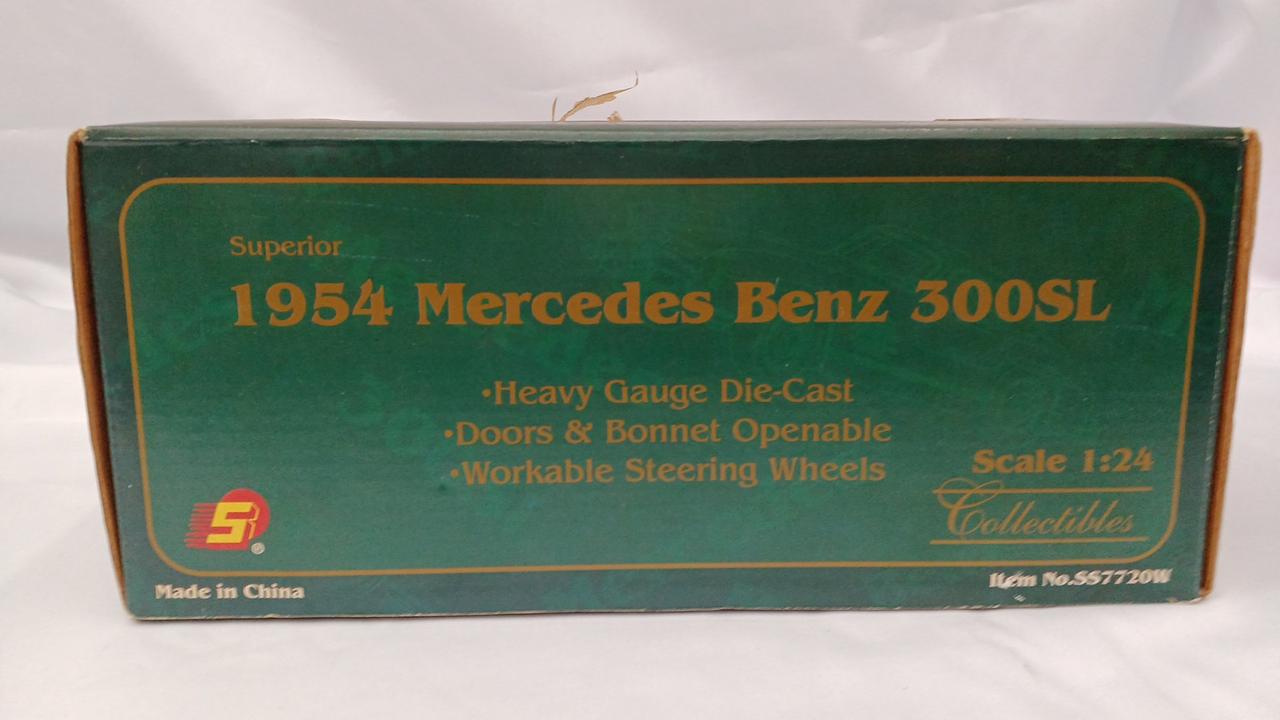 Superior
1954 Mercedes Benz 300SL
•Heavy Gauge Die-Cast
•Doors & Bonnet Openable
•Workable Steering Wheels
Scale 1:24
Collectibles
S ®
Made in China
Item No.SS7720W